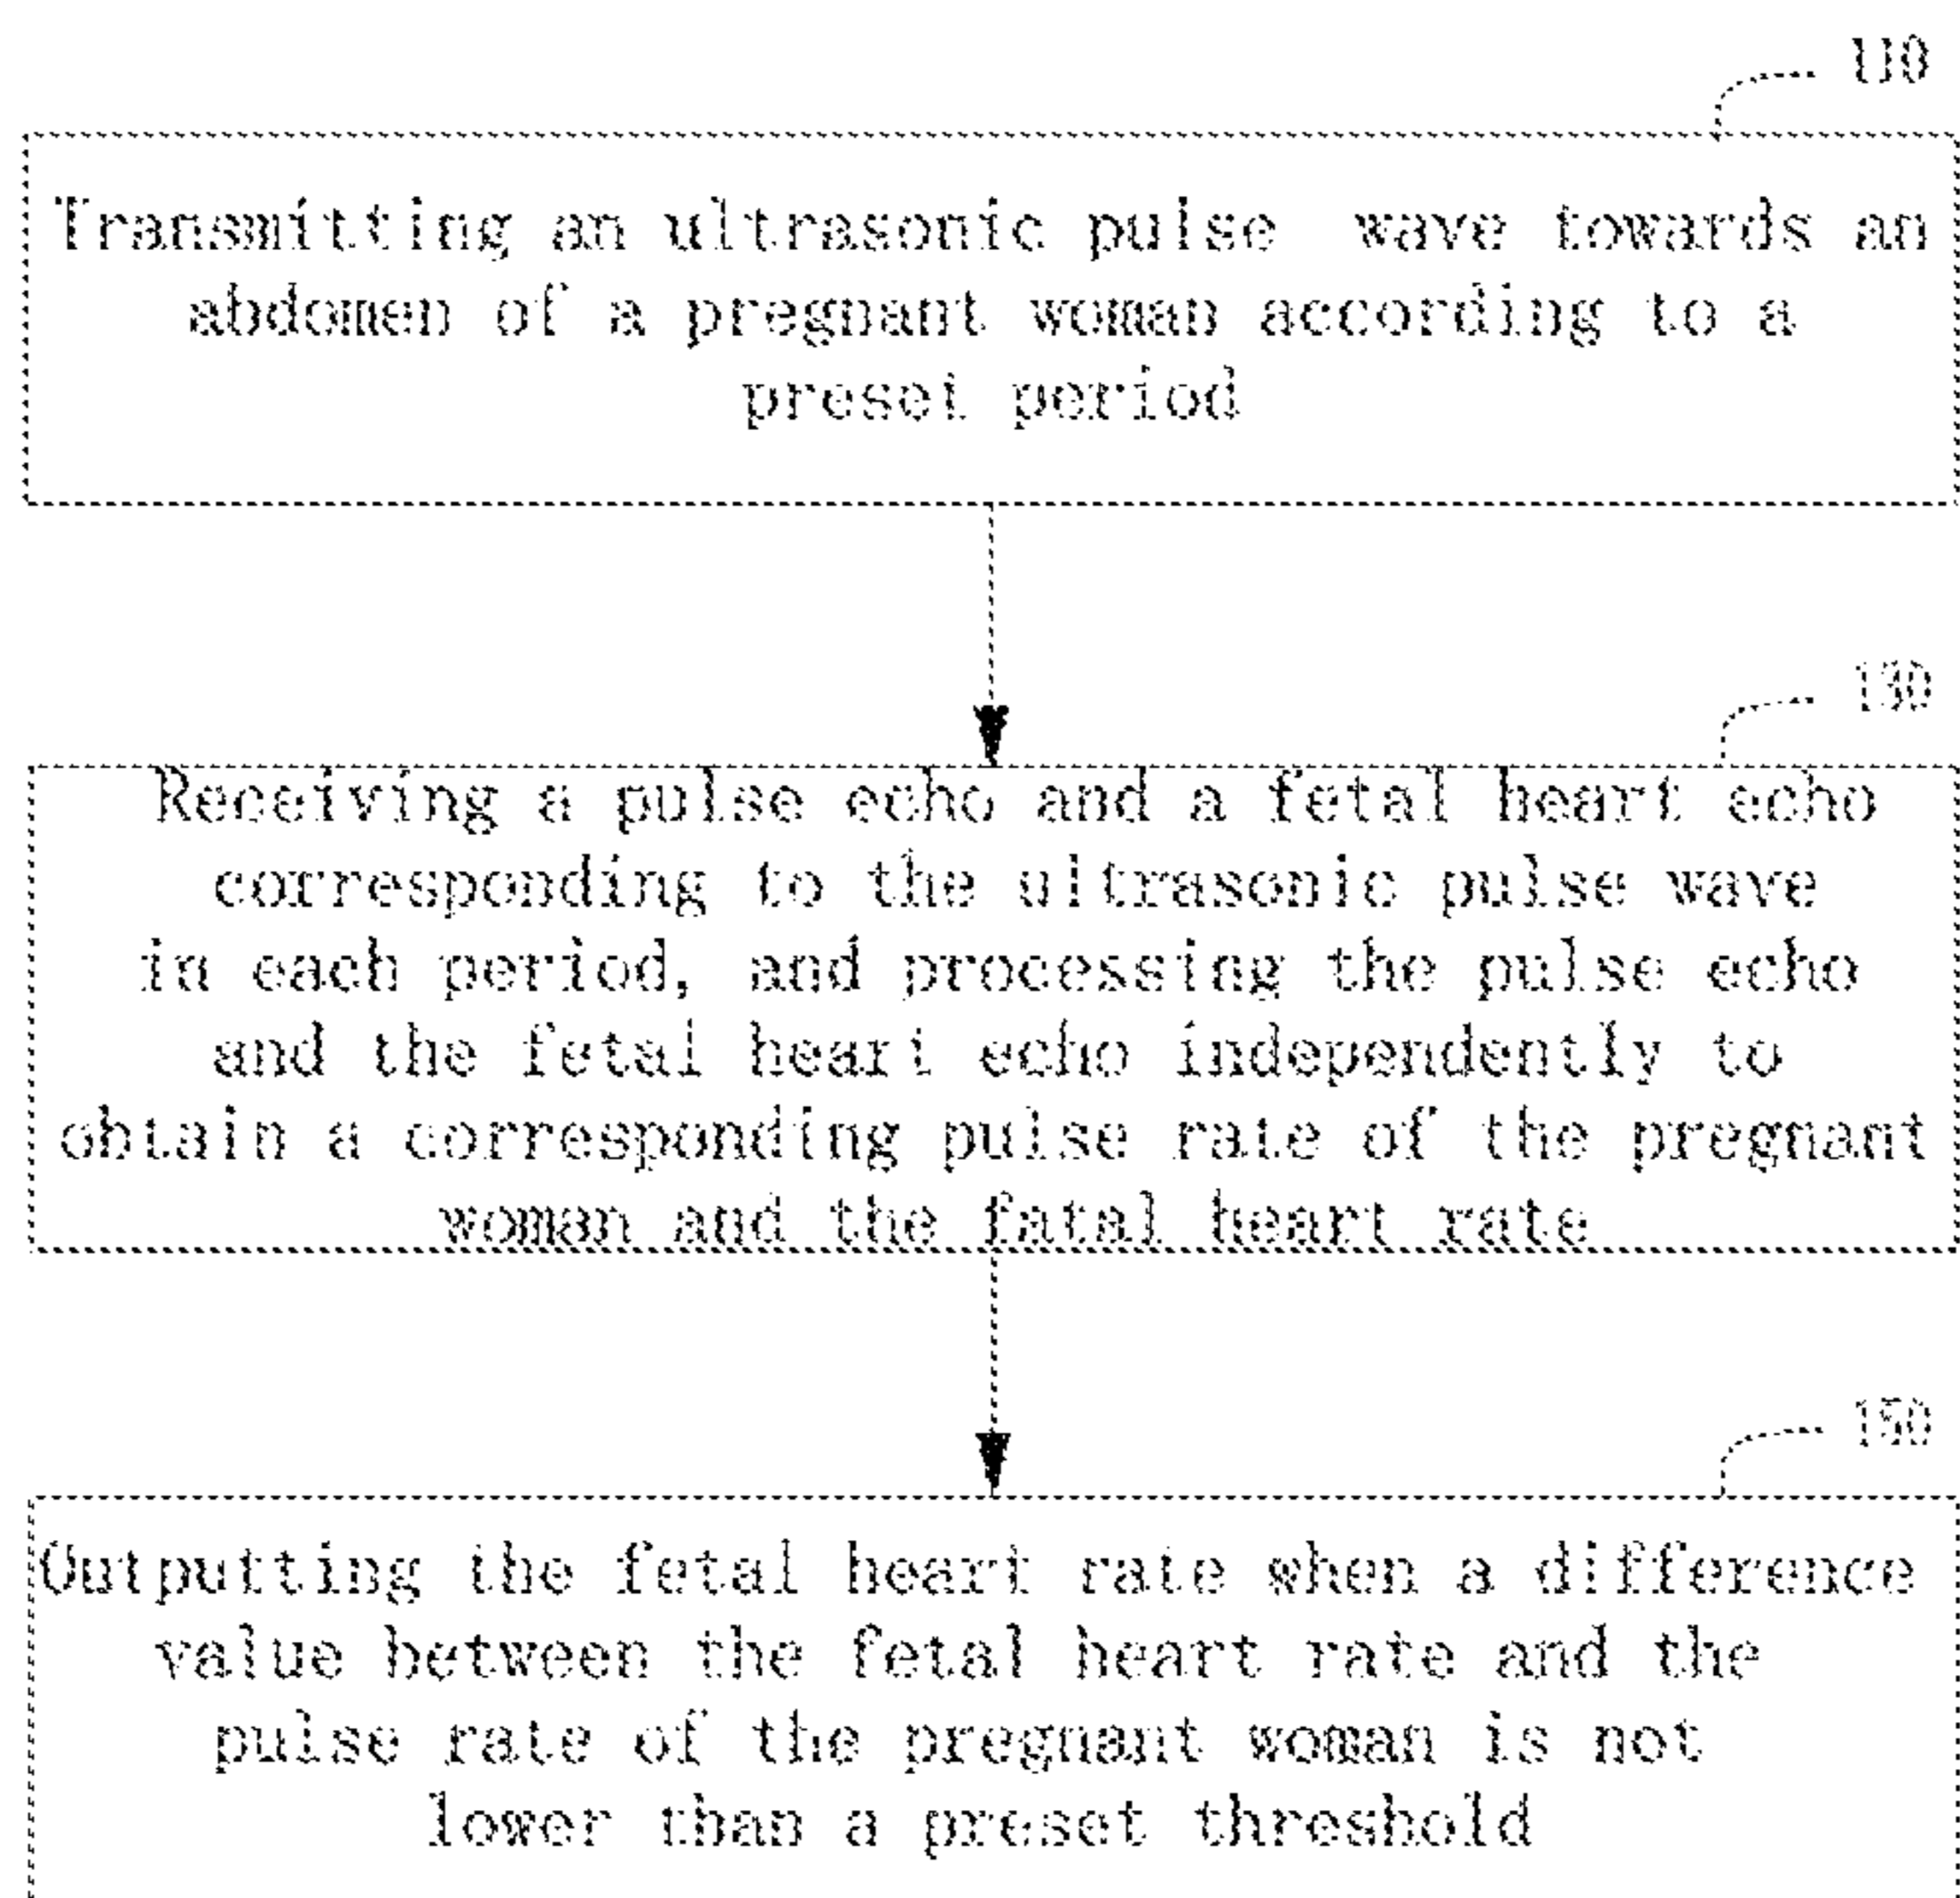 110
Transmitting an ultrasonic pulse wave towards an
abdomen of a pregnant woman according to a
preset period
130
Receiving a pulse echo and a fetal heart echo
corresponding to the ultrasonic pulse wave
in each period, and processing the pulse echo
and the fetal heart echo independently to
obtain a corresponding pulse rate of the pregnant
woman and the fatal heart rate
150
Outputting the fetal heart rate when a difference
value between the fetal heart rate and the
pulse rate of the pregnant woman is not
lower than a preset threshold